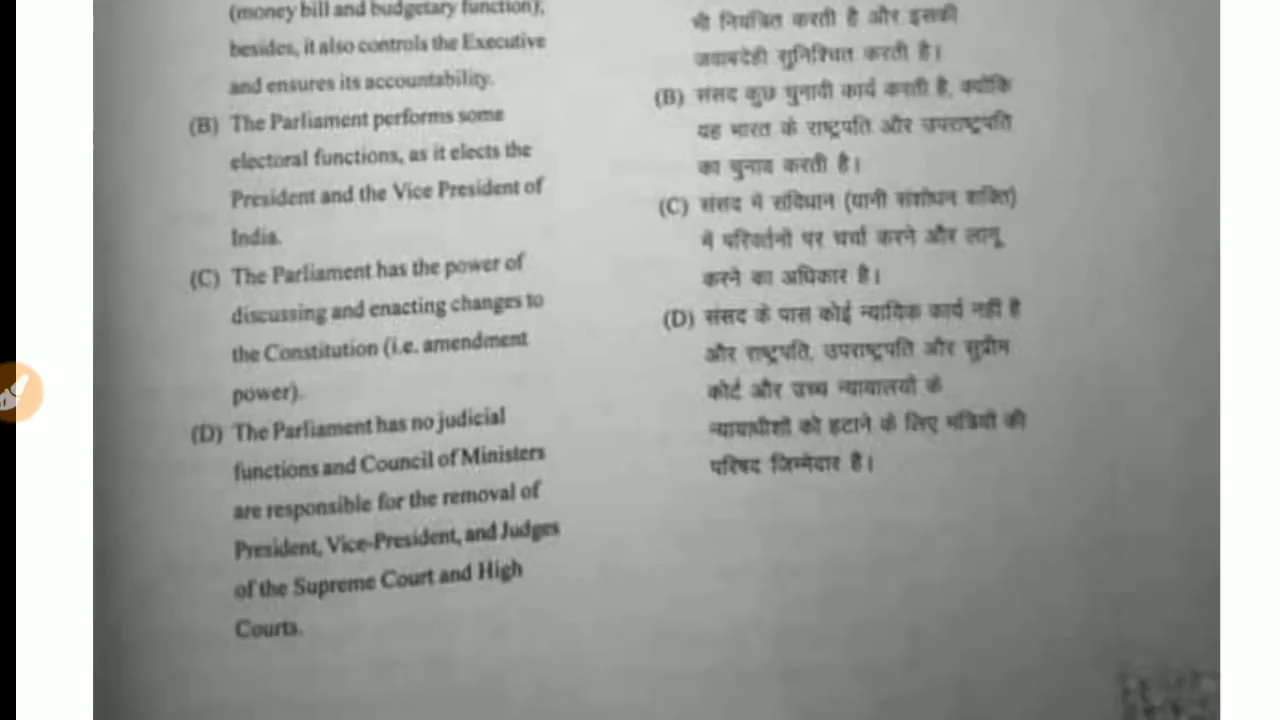 (money bill and budgetary function),
besides, it also controls the Executive
and ensures its accountability.
(B) The Parliament performs some
electoral functions, as it elects the
President and the Vice President of
India.
(C) The Parliament has the power of
discussing and enacting changes to
the Constitution (i.e. amendment
power).
(D) The Parliament has no judicial
functions and Council of Ministers
are responsible for the removal of
President, Vice-President, and Judges
of the Supreme Court and High
Courts.
भी नियंत्रित करती है और इसकी
जवाबदेही सुनिश्चित करती है।
(B) संसद कुछ चुनावी कार्य करती है, क्योंकि
यह भारत के राष्ट्रपति और उपराष्ट्रपति
का चुनाव करती है।
(C) संसद में संविधान (यानी संशोधन शक्ति)
में परिवर्तनों पर चर्चा करने और लागू
करने का अधिकार है।
(D) संसद के पास कोई न्यायिक कार्य नहीं है
और राष्ट्रपति, उपराष्ट्रपति और सुप्रीम
कोर्ट और उच्च न्यायालयों के
न्यायाधीशों को हटाने के लिए मंत्रियों की
परिषद जिम्मेदार है।